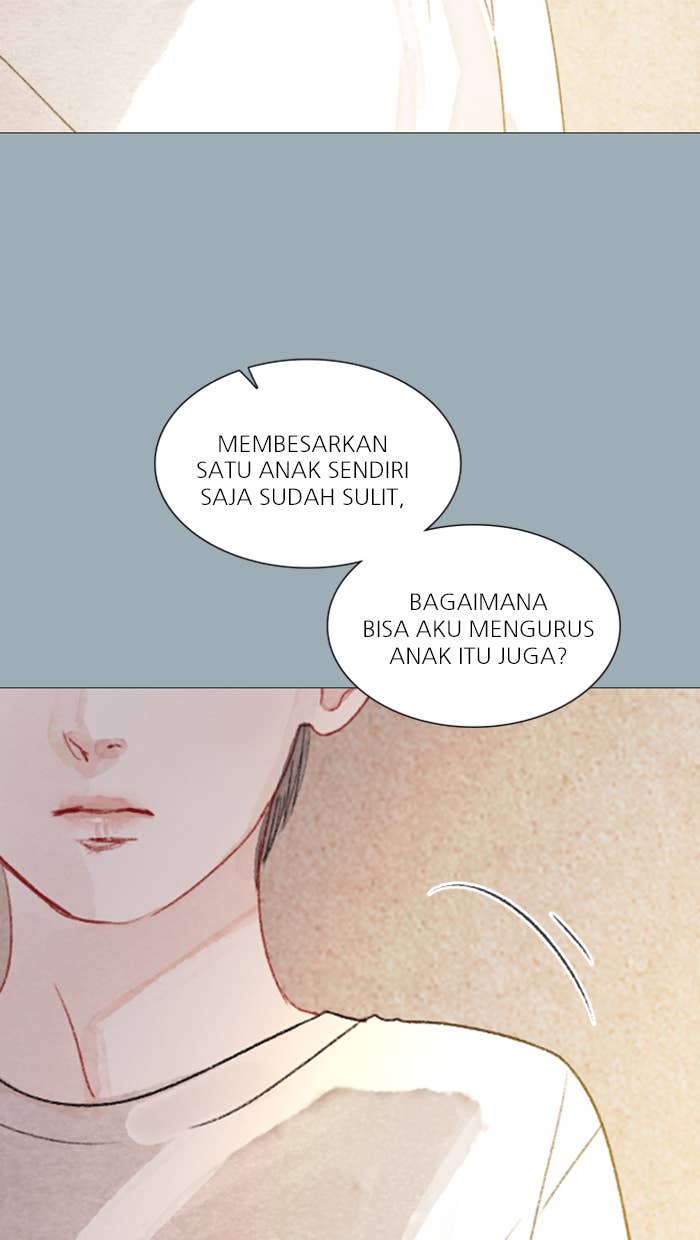 MEMBESARKAN
SATU ANAK SENDIRI
SAJA SUDAH SULIT,
BAGAIMANA
BISA AKU MENGURUS
ANAK ITU JUGA?